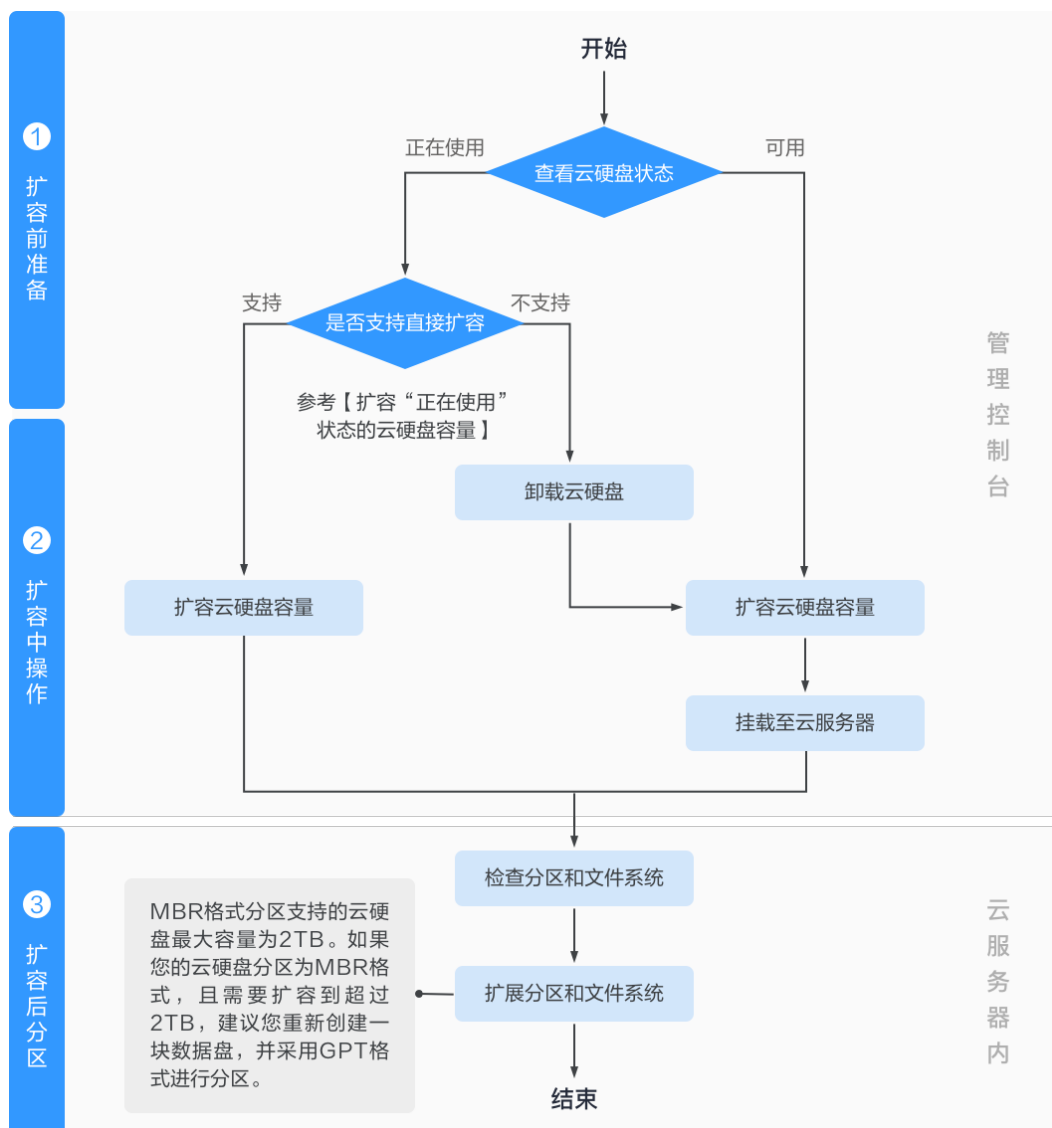 开始
正在使用
可用
查看云硬盘状态
① 扩容前准备
支持
不支持
是否支持直接扩容
参考【扩容“正在使用”
状态的云硬盘容量】
管理控制台
卸载云硬盘
② 扩容中操作
扩容云硬盘容量
扩容云硬盘容量
挂载至云服务器
检查分区和文件系统
③ 扩容后分区
MBR格式分区支持的云硬
盘最大容量为2TB。如果
您的云硬盘分区为MBR格
式，且需要扩容到超过
2TB，建议您重新创建一
块数据盘，并采用GPT格
式进行分区。
扩展分区和文件系统
云服务器内
结束